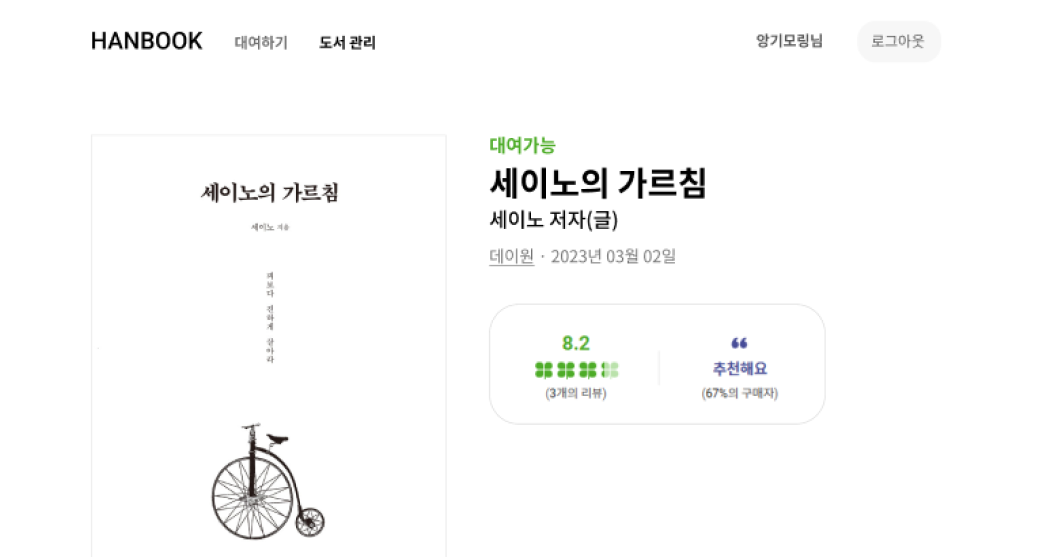 HANBOOK 대여하기 도서 관리 앙기모링님 로그아웃
세이노의 가르침
세이노 지음
피보다 진하게 살아라
대여가능
세이노의 가르침
세이노 저자(글)
데이원 · 2023년 03월 02일
8.2
(3개의 리뷰)
❝
추천해요
(67%의 구매자)